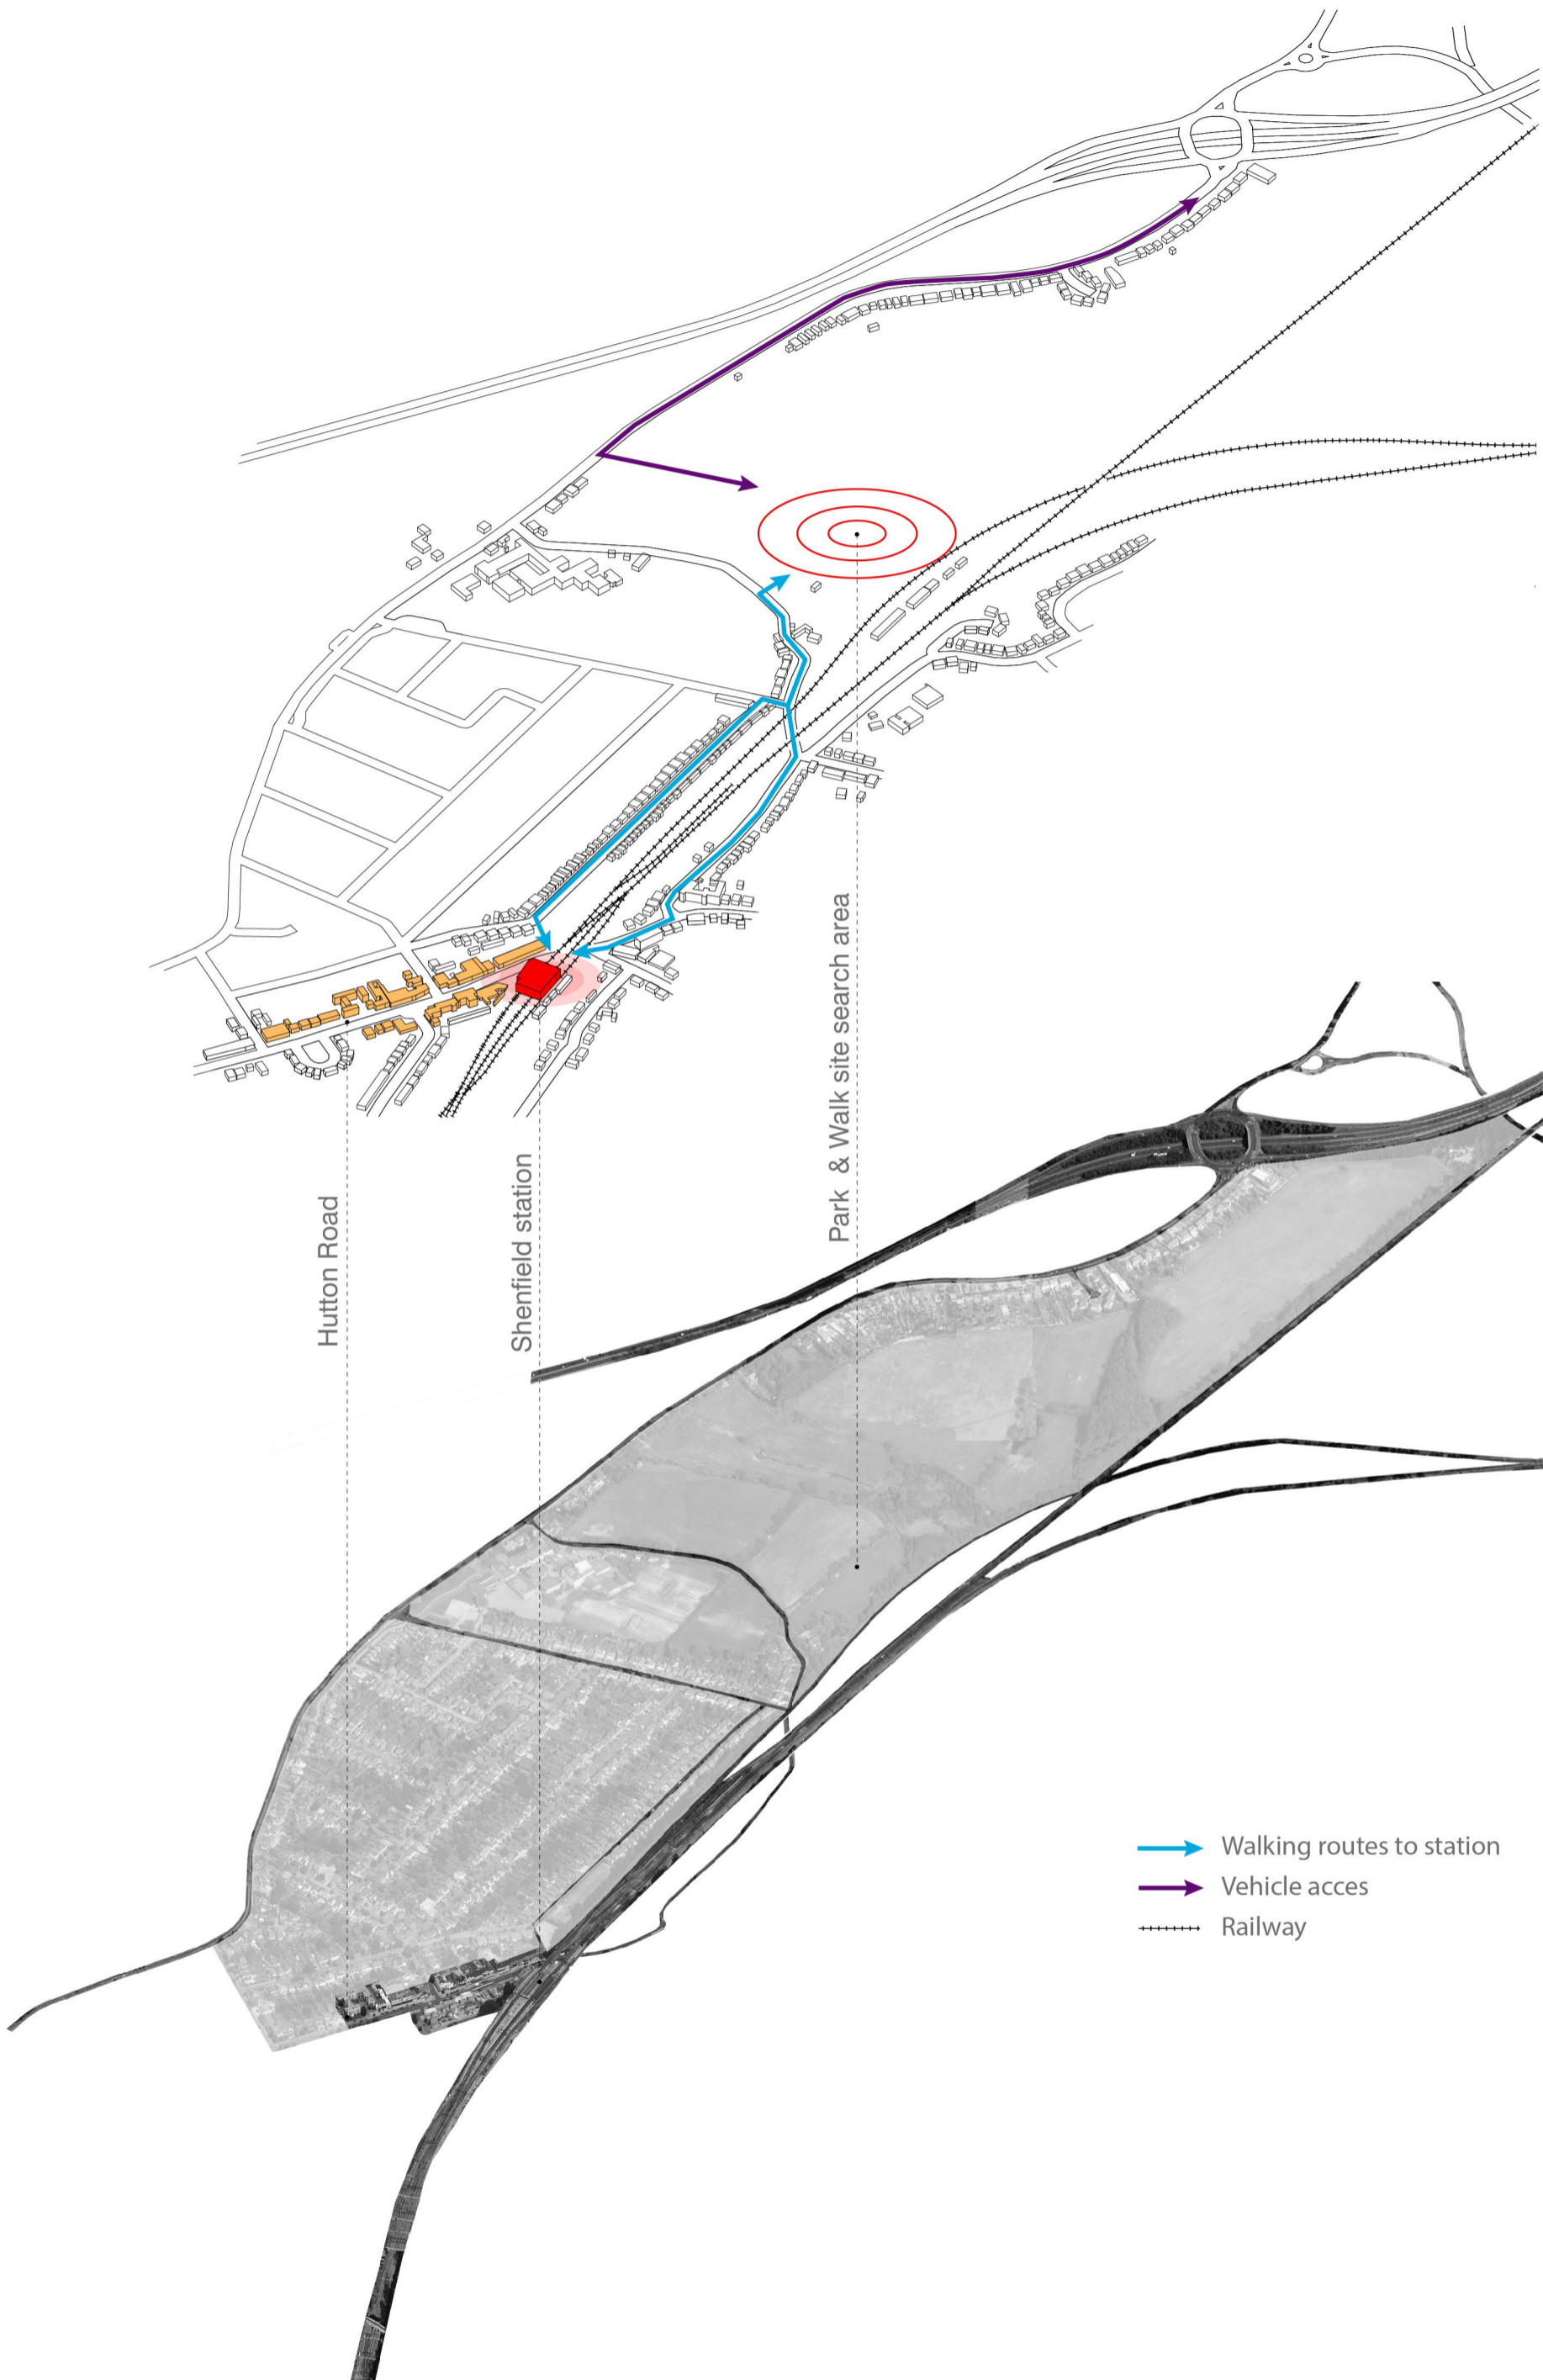 Hutton Road
Shenfield station
Park & Walk site search area
Walking routes to station
Vehicle acces
Railway